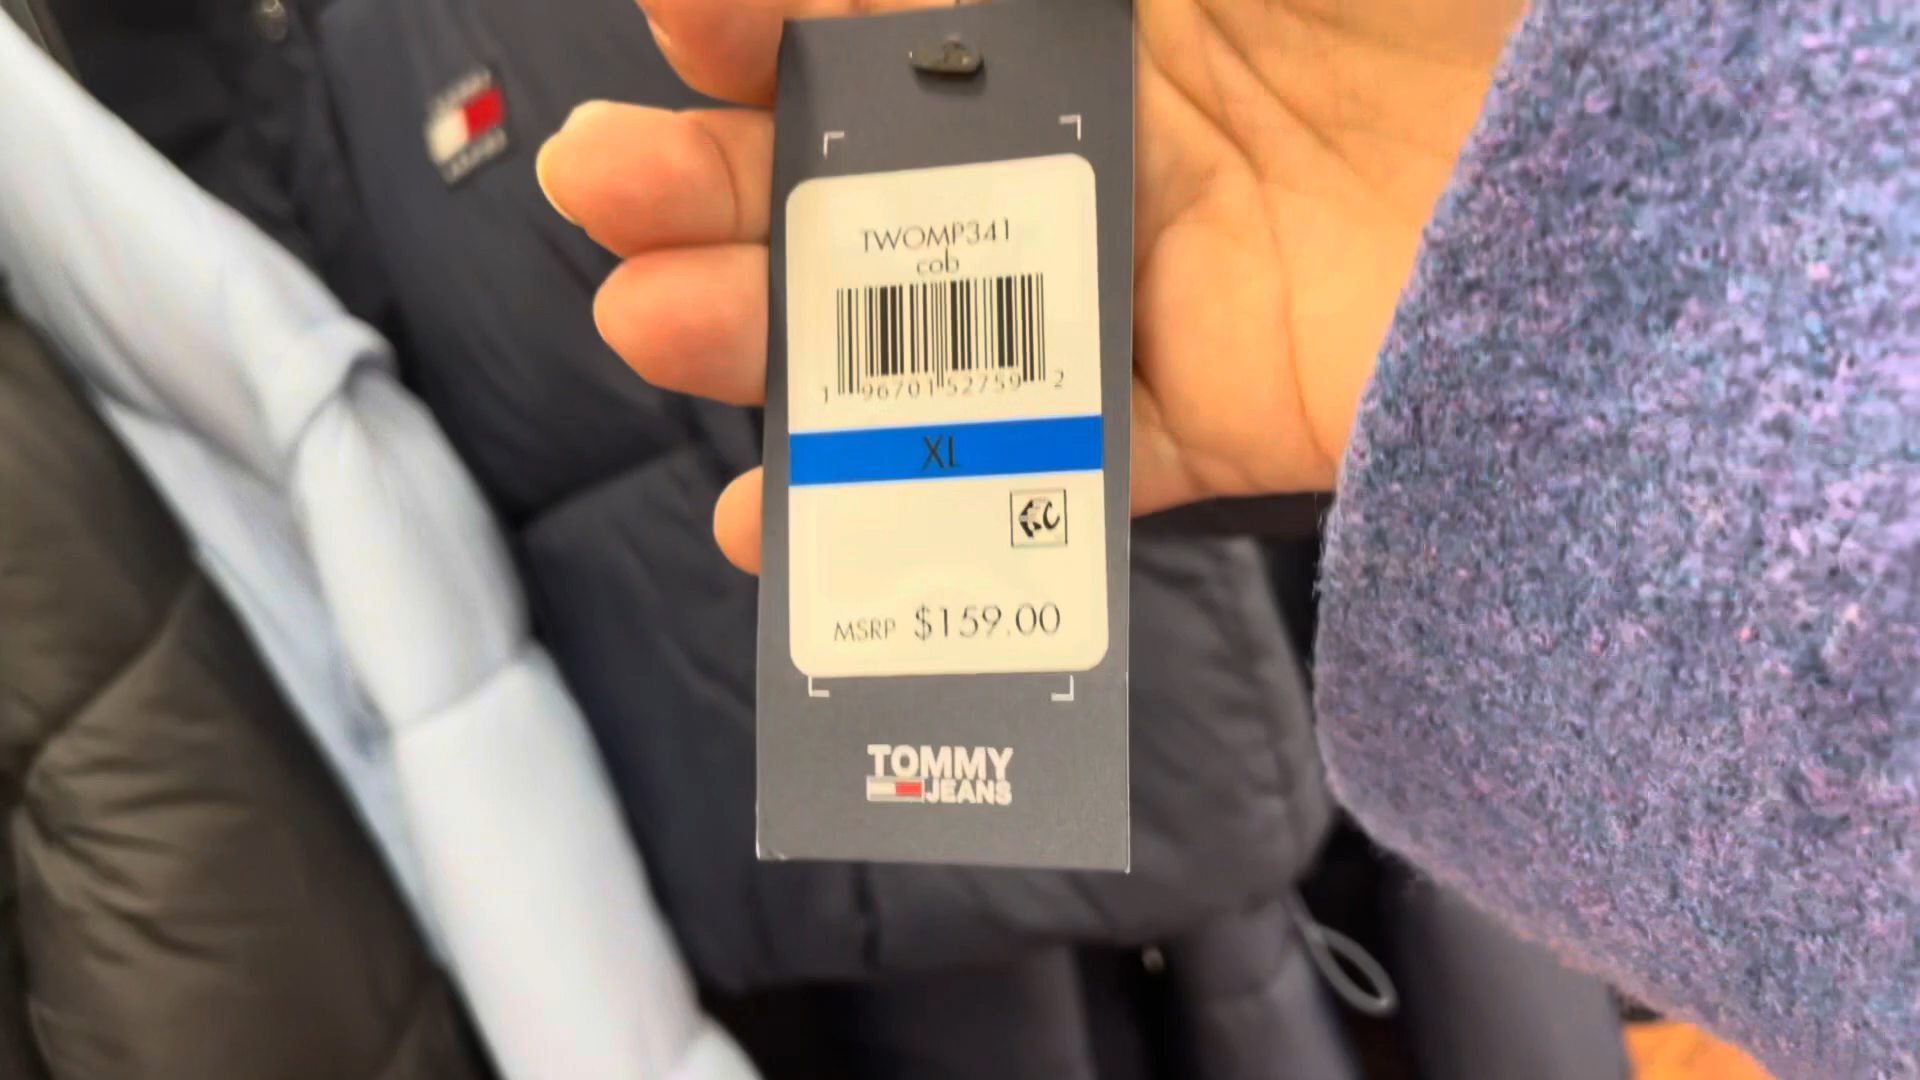 TWOMP341
cob
1 96701 52759 2
XL
MSRP $159.00
TOMMY
JEANS